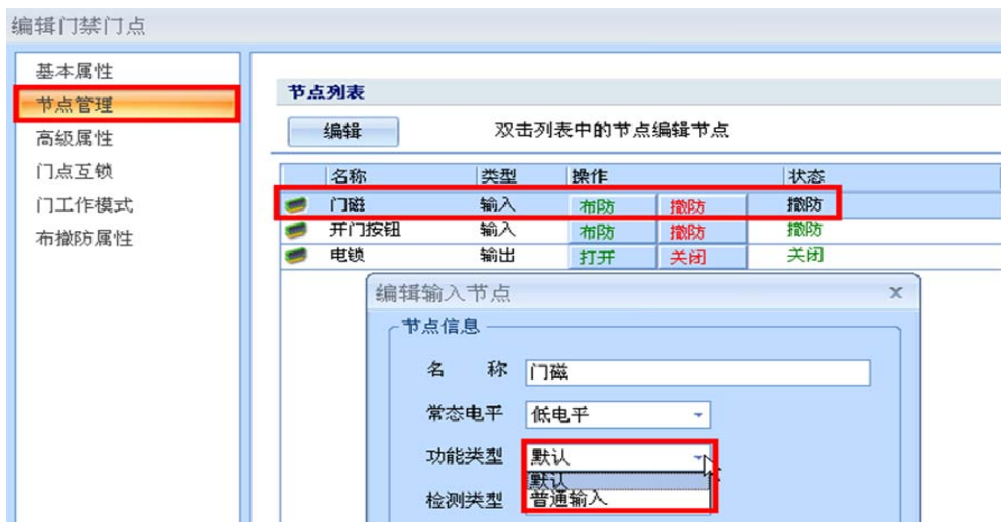 编辑门禁门点
基本属性
节点管理
高级属性
门点互锁
门工作模式
布撤防属性
节点列表
编辑 双击列表中的节点编辑节点
名称 类型 操作 状态
门磁 输入 布防 撤防 撤防
开门按钮 输入 布防 撤防 撤防
电锁 输出 打开 关闭 关闭
编辑输入节点 x
节点信息
名 称 门磁
常态电平 低电平
功能类型 默认
默认
检测类型 普通输入